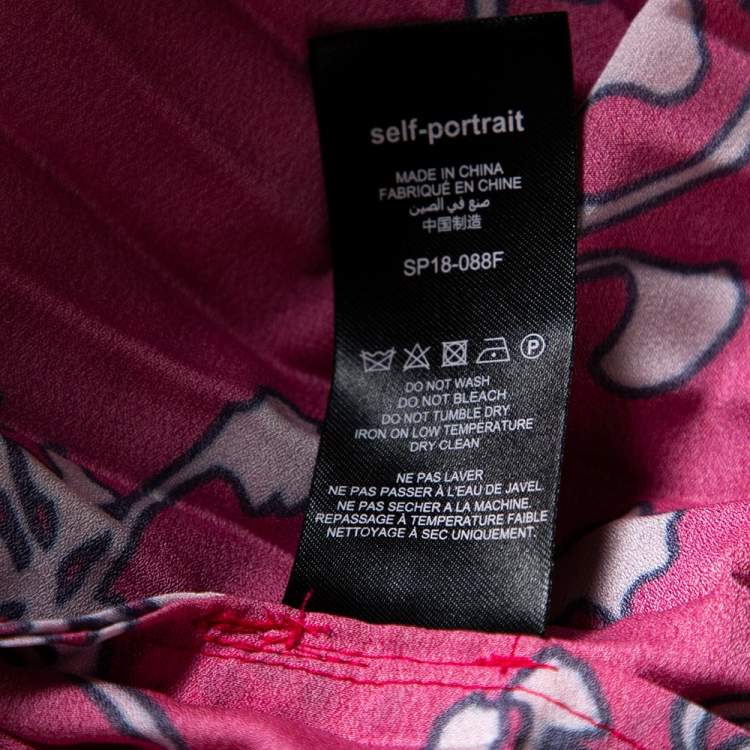 self-portrait
MADE IN CHINA
FABRIQUÉ EN CHINE
صنع في الصين
中国制造
SP18-088F
P
DO NOT WASH
DO NOT BLEACH
DO NOT TUMBLE DRY
IRON ON LOW TEMPERATURE
DRY CLEAN
NE PAS LAVER
NE PAS PASSER À L'EAU DE JAVEL
NE PAS SECHER A LA MACHINE.
REPASSAGE À TEMPERATURE FAIBLE
NETTOYAGE À SEC UNIQUEMENT.